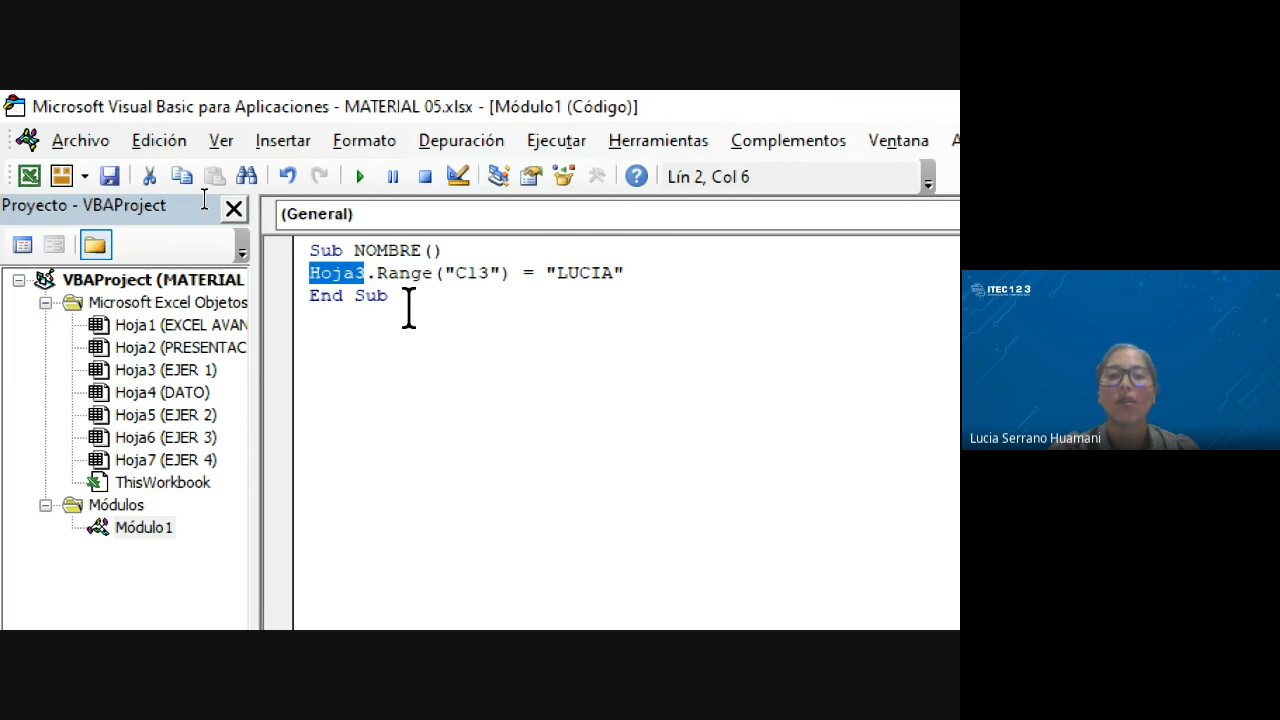 Microsoft Visual Basic para Aplicaciones - MATERIAL 05.xlsx - [Módulo1 (Código)]
Archivo Edición Ver Insertar Formato Depuración Ejecutar Herramientas Complementos Ventana A
Lín 2, Col 6
Proyecto - VBAProject
(General)
VBAProject (MATERIAL
Microsoft Excel Objetos
Hoja1 (EXCEL AVAN
Hoja2 (PRESENTAC
Hoja3 (EJER 1)
Hoja4 (DATO)
Hoja5 (EJER 2)
Hoja6 (EJER 3)
Hoja7 (EJER 4)
ThisWorkbook
Módulos
Módulo1
Sub NOMBRE()
Hoja3.Range("C13") = "LUCIA"
End Sub
ITEC123
Lucia Serrano Huamani